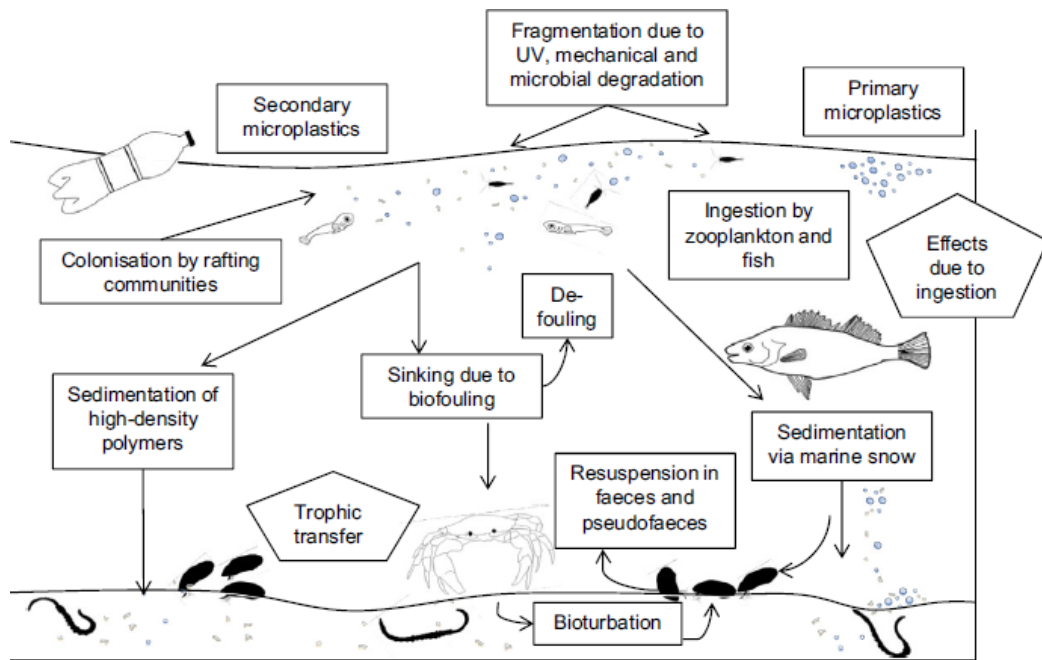 Fragmentation due to
UV, mechanical and
microbial degradation
Secondary
microplastics
Primary
microplastics
Colonisation by rafting
communities
Ingestion by
zooplankton and
fish
Effects
due to
ingestion
De-
fouling
Sinking due to
biofouling
Sedimentation of
high-density
polymers
Sedimentation
via marine snow
Resuspension in
faeces and
pseudofaeces
Trophic
transfer
Bioturbation